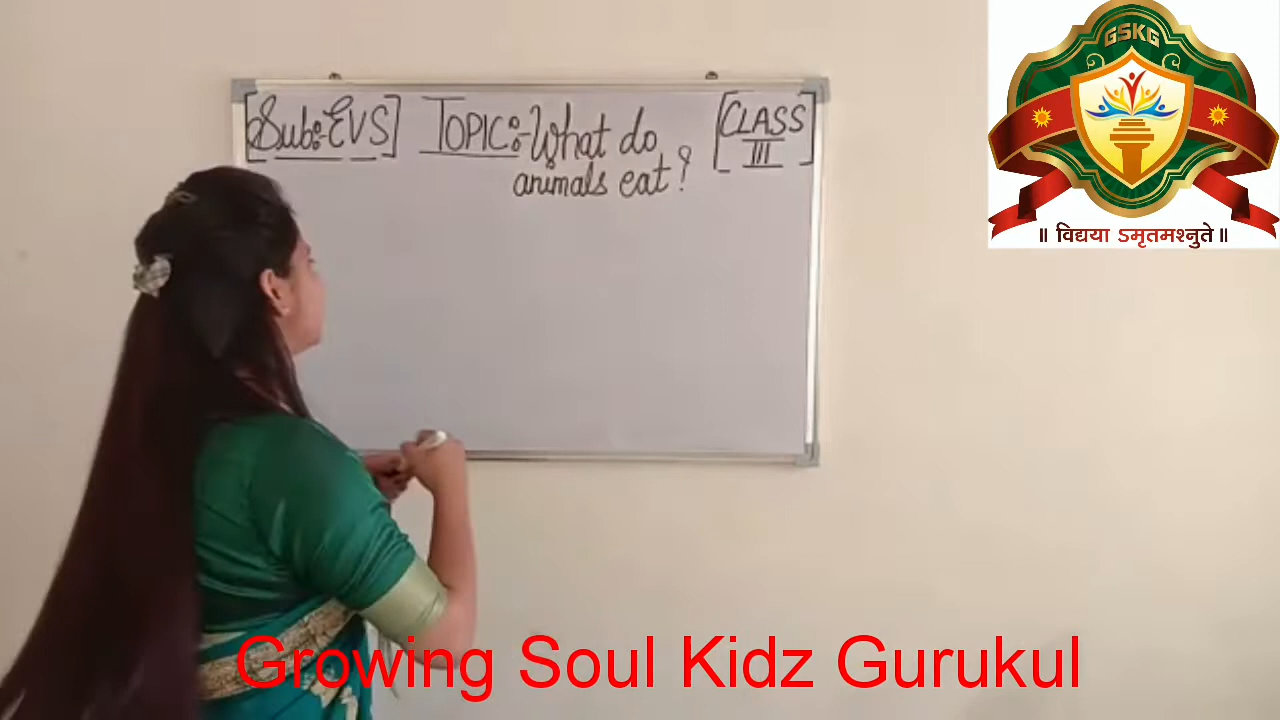 [Sub:-EVS] TOPIC:- What do
animals eat?
[CLASS
III]
GSKG
॥ विद्यया ऽमृतमश्नुते ॥
Growing Soul Kidz Gurukul